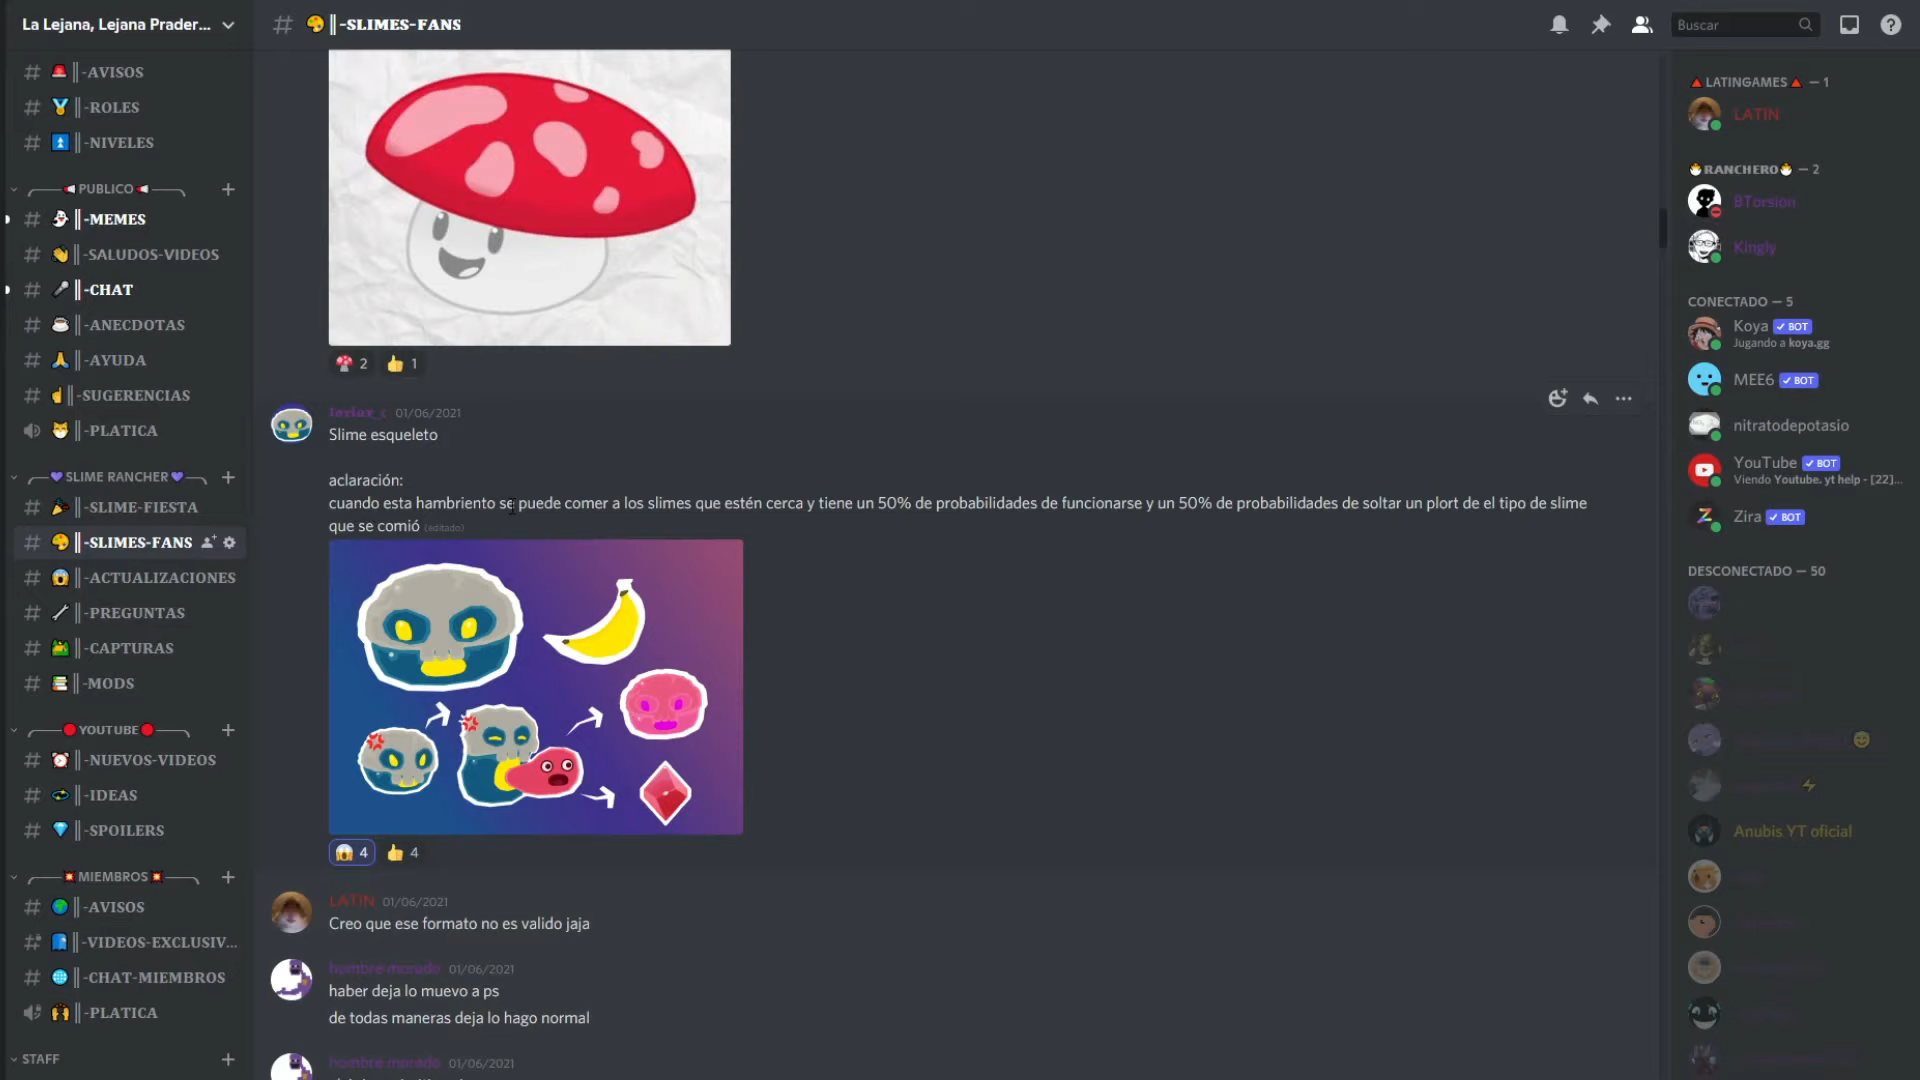 La Lejana, Lejana Prader...
║-AVISOS
║-ROLES
║-NIVELES
PUBLICO
║-MEMES
║-SALUDOS-VIDEOS
║-CHAT
║-ANECDOTAS
║-AYUDA
║-SUGERENCIAS
║-PLATICA
SLIME RANCHER
║-SLIME-FIESTA
║-SLIMES-FANS
║-ACTUALIZACIONES
║-PREGUNTAS
║-CAPTURAS
║-MODS
YOUTUBE
║-NUEVOS-VIDEOS
║-IDEAS
║-SPOILERS
MIEMBROS
║-AVISOS
║-VIDEOS-EXCLUSIV...
║-CHAT-MIEMBROS
║-PLATICA
STAFF
║-SLIMES-FANS
Buscar
2
1
01/06/2021
Slime esqueleto
aclaración:
cuando esta hambriento se puede comer a los slimes que estén cerca y tiene un 50% de probabilidades de funcionarse y un 50% de probabilidades de soltar un plort de el tipo de slime
que se comió (editado)
4
4
LATIN 01/06/2021
Creo que ese formato no es valido jaja
hombre morado 01/06/2021
haber deja lo muevo a ps
de todas maneras deja lo hago normal
hombre morado 01/06/2021
LATINGAMES — 1
LATIN
RANCHERO — 2
BTorsion
Kingly
CONECTADO — 5
Koya BOT
Jugando a koya.gg
MEE6 BOT
nitratodepotasio
YouTube BOT
Viendo Youtube. yt help - [22]...
Zira BOT
DESCONECTADO — 50
Anubis YT oficial